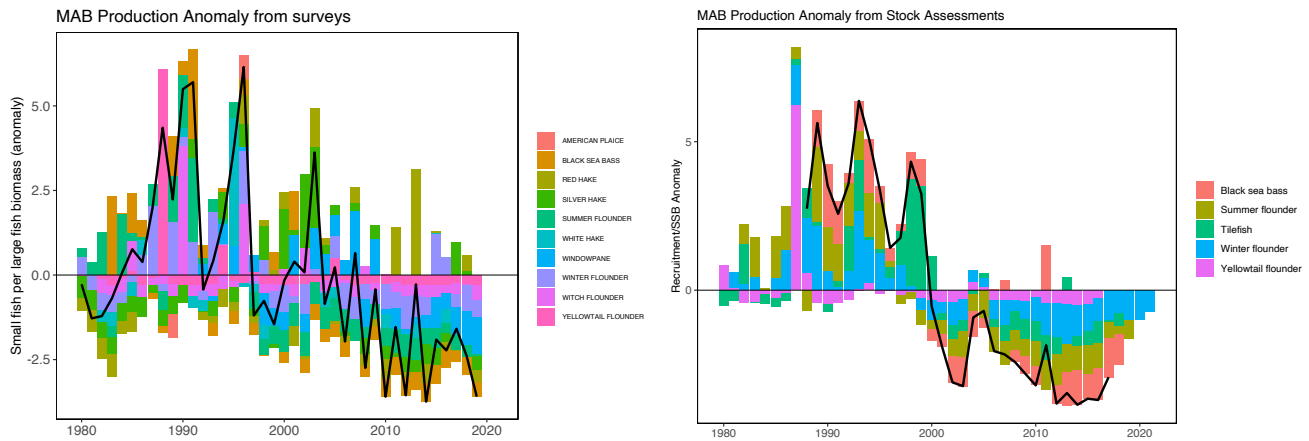 MAB Production Anomaly from surveys
Small fish per large fish biomass (anomaly)
5.0
2.5
0.0
-2.5
1980
1990
2000
2010
2020
AMERICAN PLAICE
BLACK SEA BASS
RED HAKE
SILVER HAKE
SUMMER FLOUNDER
WHITE HAKE
WINDOWPANE
WINTER FLOUNDER
WITCH FLOUNDER
YELLOWTAIL FLOUNDER
MAB Production Anomaly from Stock Assessments
Recruitment/SSB Anomaly
5
0
1980
1990
2000
2010
2020
Black sea bass
Summer flounder
Tilefish
Winter flounder
Yellowtail flounder